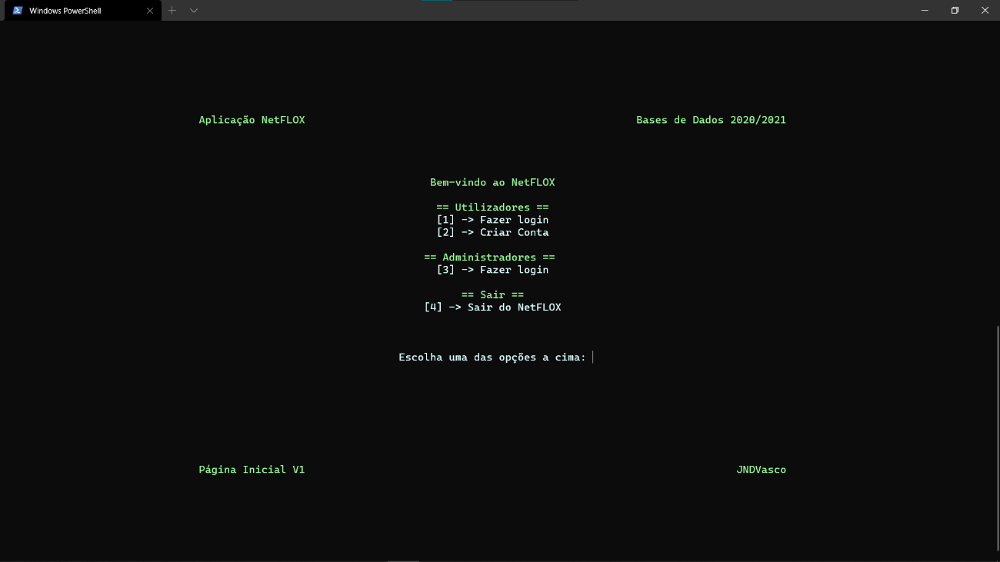 Windows PowerShell
Aplicação NetFLOX
Bases de Dados 2020/2021
Bem-vindo ao NetFLOX
== Utilizadores ==
[1] -> Fazer login
[2] -> Criar Conta
== Administradores ==
[3] -> Fazer login
== Sair ==
[4] -> Sair do NetFLOX
Escolha uma das opções a cima:
Página Inicial V1
JNDVasco